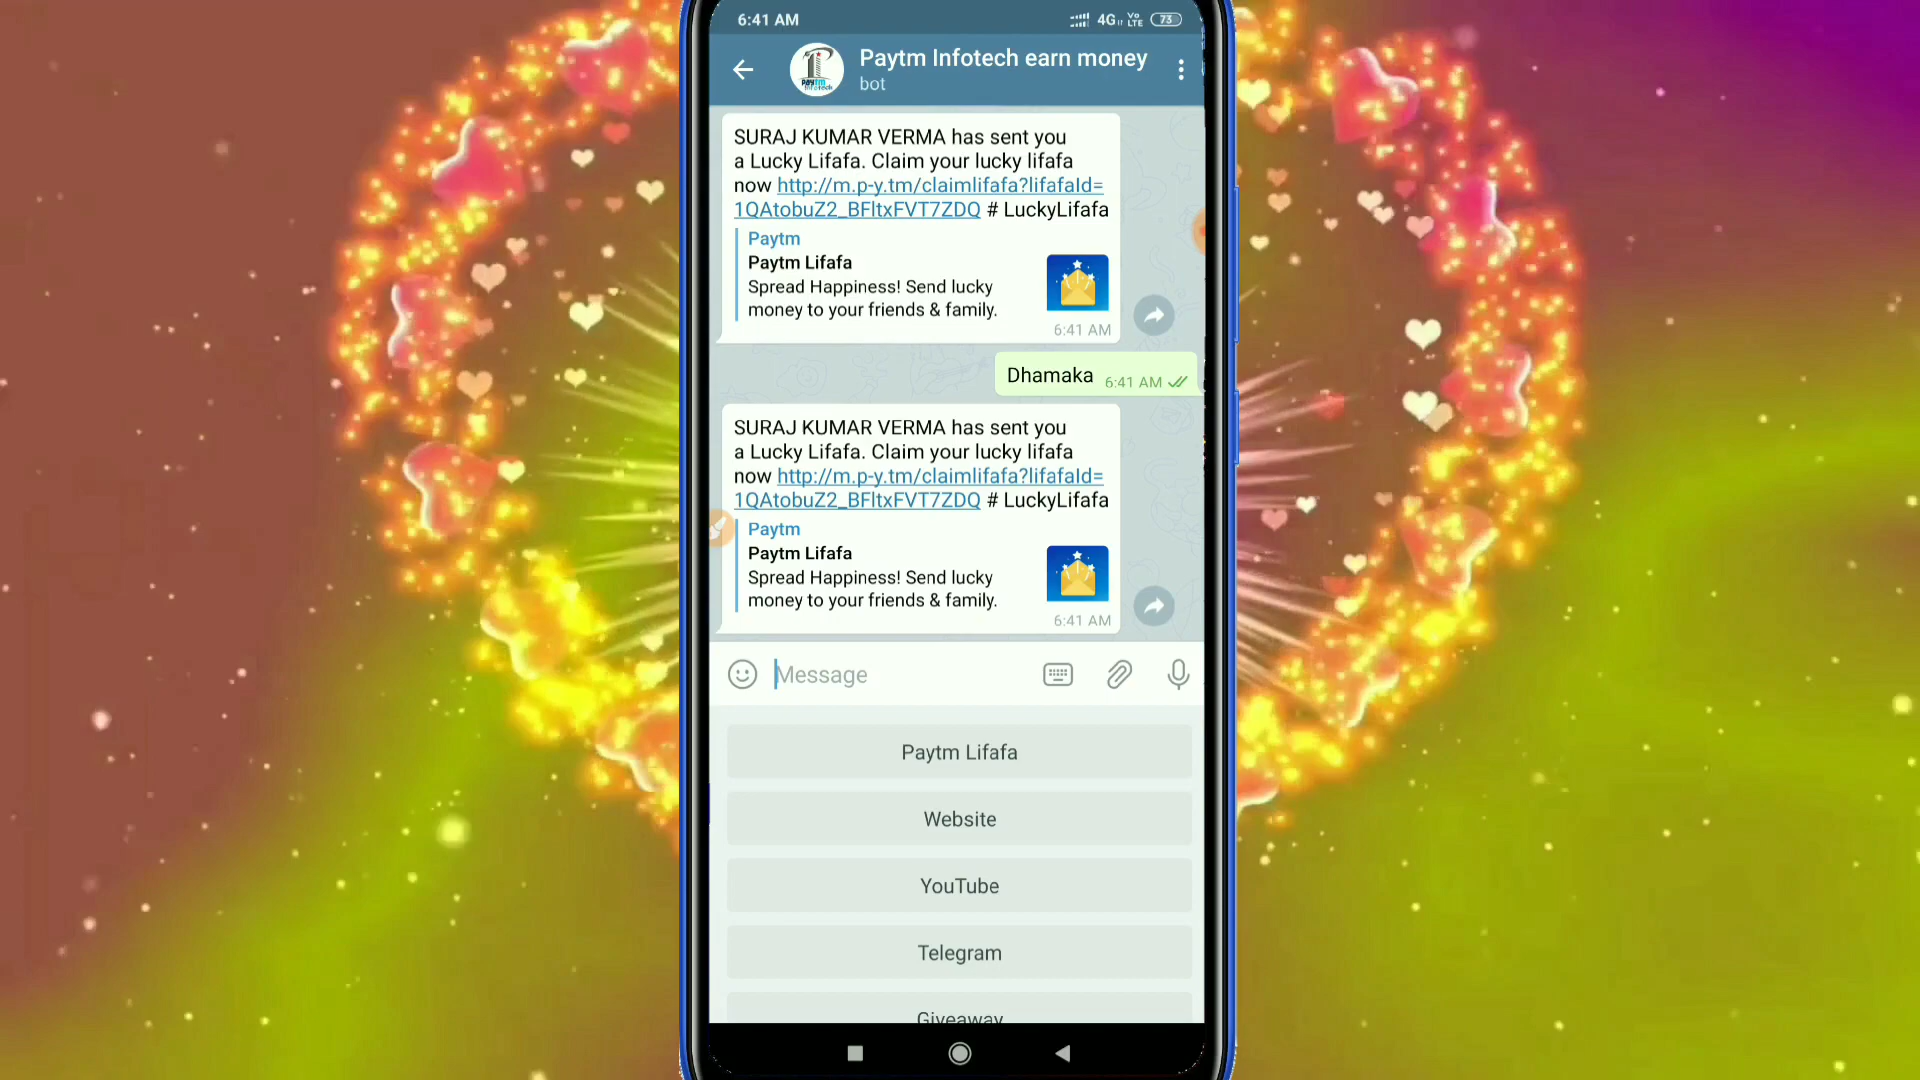 6:41 AM
4G
Vo
LTE
73
Paytm Infotech earn money
bot
SURAJ KUMAR VERMA has sent you
a Lucky Lifafa. Claim your lucky lifafa
now http://m.p-y.tm/claimlifafa?lifafaId=
1QAtobuZ2_BFltxFVT7ZDQ # LuckyLifafa
Paytm
Paytm Lifafa
Spread Happiness! Send lucky
money to your friends & family.
6:41 AM
Dhamaka 6:41 AM
SURAJ KUMAR VERMA has sent you
a Lucky Lifafa. Claim your lucky lifafa
now http://m.p-y.tm/claimlifafa?lifafaId=
1QAtobuZ2_BFltxFVT7ZDQ # LuckyLifafa
Paytm
Paytm Lifafa
Spread Happiness! Send lucky
money to your friends & family.
6:41 AM
Message
Paytm Lifafa
Website
YouTube
Telegram
Giveaway